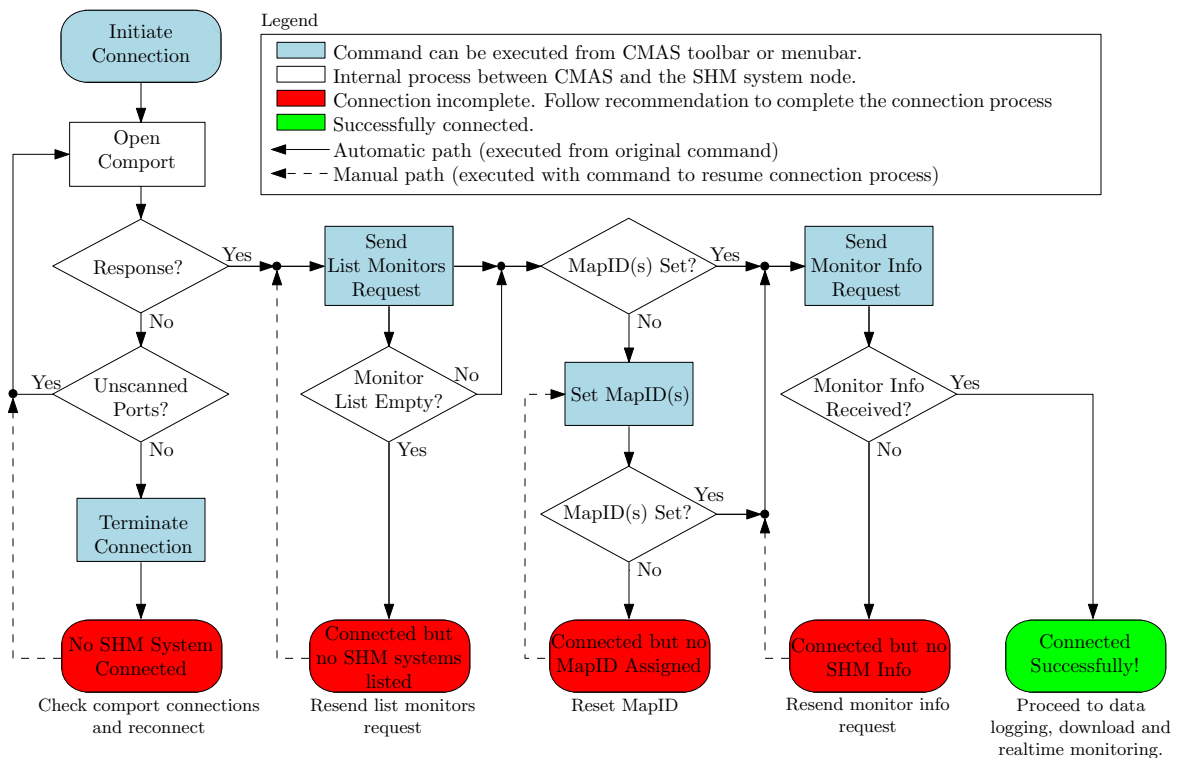 Initiate
Connection
Legend
Command can be executed from CMAS toolbar or menubar.
Internal process between CMAS and the SHM system node.
Connection incomplete. Follow recommendation to complete the connection process
Successfully connected.
Automatic path (executed from original command)
Manual path (executed with command to resume connection process)
Open
Comport
Response?
Yes
No
Unscanned
Ports?
Yes
No
Terminate
Connection
No SHM System
Connected
Check comport connections
and reconnect
Send
List Monitors
Request
Monitor
List Empty?
No
Yes
Connected but
no SHM systems
listed
Resend list monitors
request
MapID(s) Set?
Yes
No
Set MapID(s)
MapID(s) Set?
Yes
No
Connected but no
MapID Assigned
Reset MapID
Send
Monitor Info
Request
Monitor Info
Received?
Yes
No
Connected but no
SHM Info
Resend monitor info
request
Connected
Successfully!
Proceed to data
logging, download and
realtime monitoring.